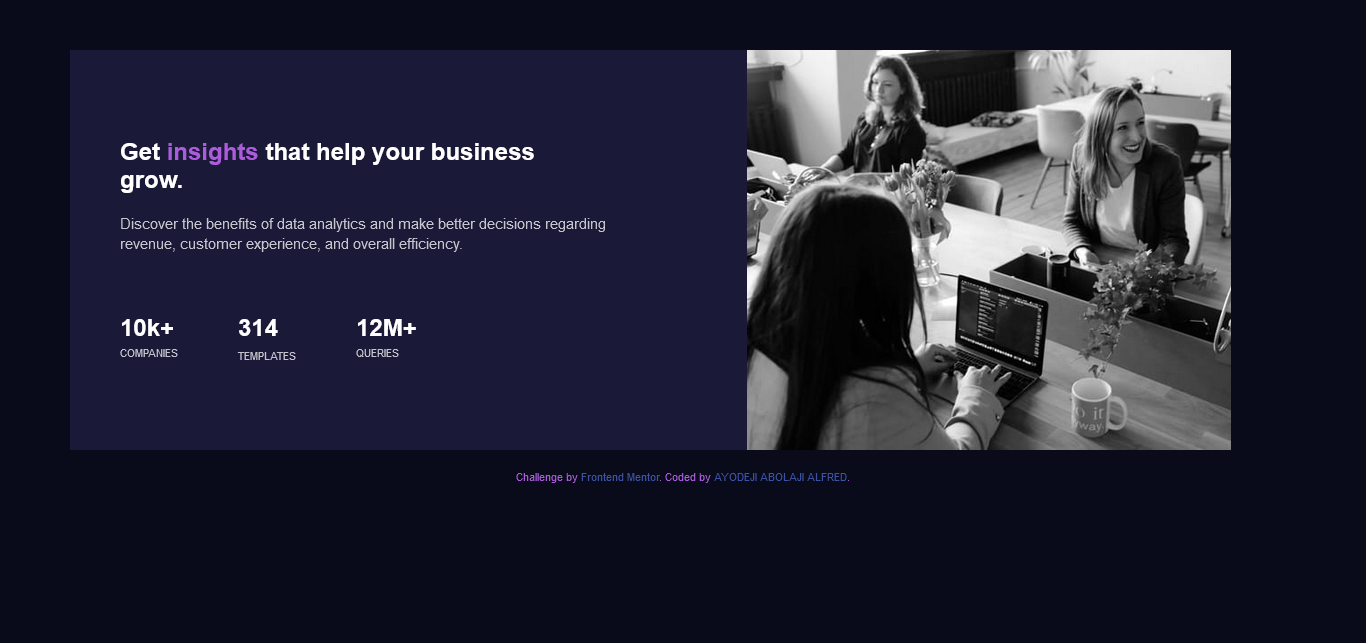 Get insights that help your business
grow.
Discover the benefits of data analytics and make better decisions regarding
revenue, customer experience, and overall efficiency.
10k+ 314 12M+
COMPANIES TEMPLATES QUERIES
Challenge by Frontend Mentor. Coded by AYODEJI ABOLAJI ALFRED.